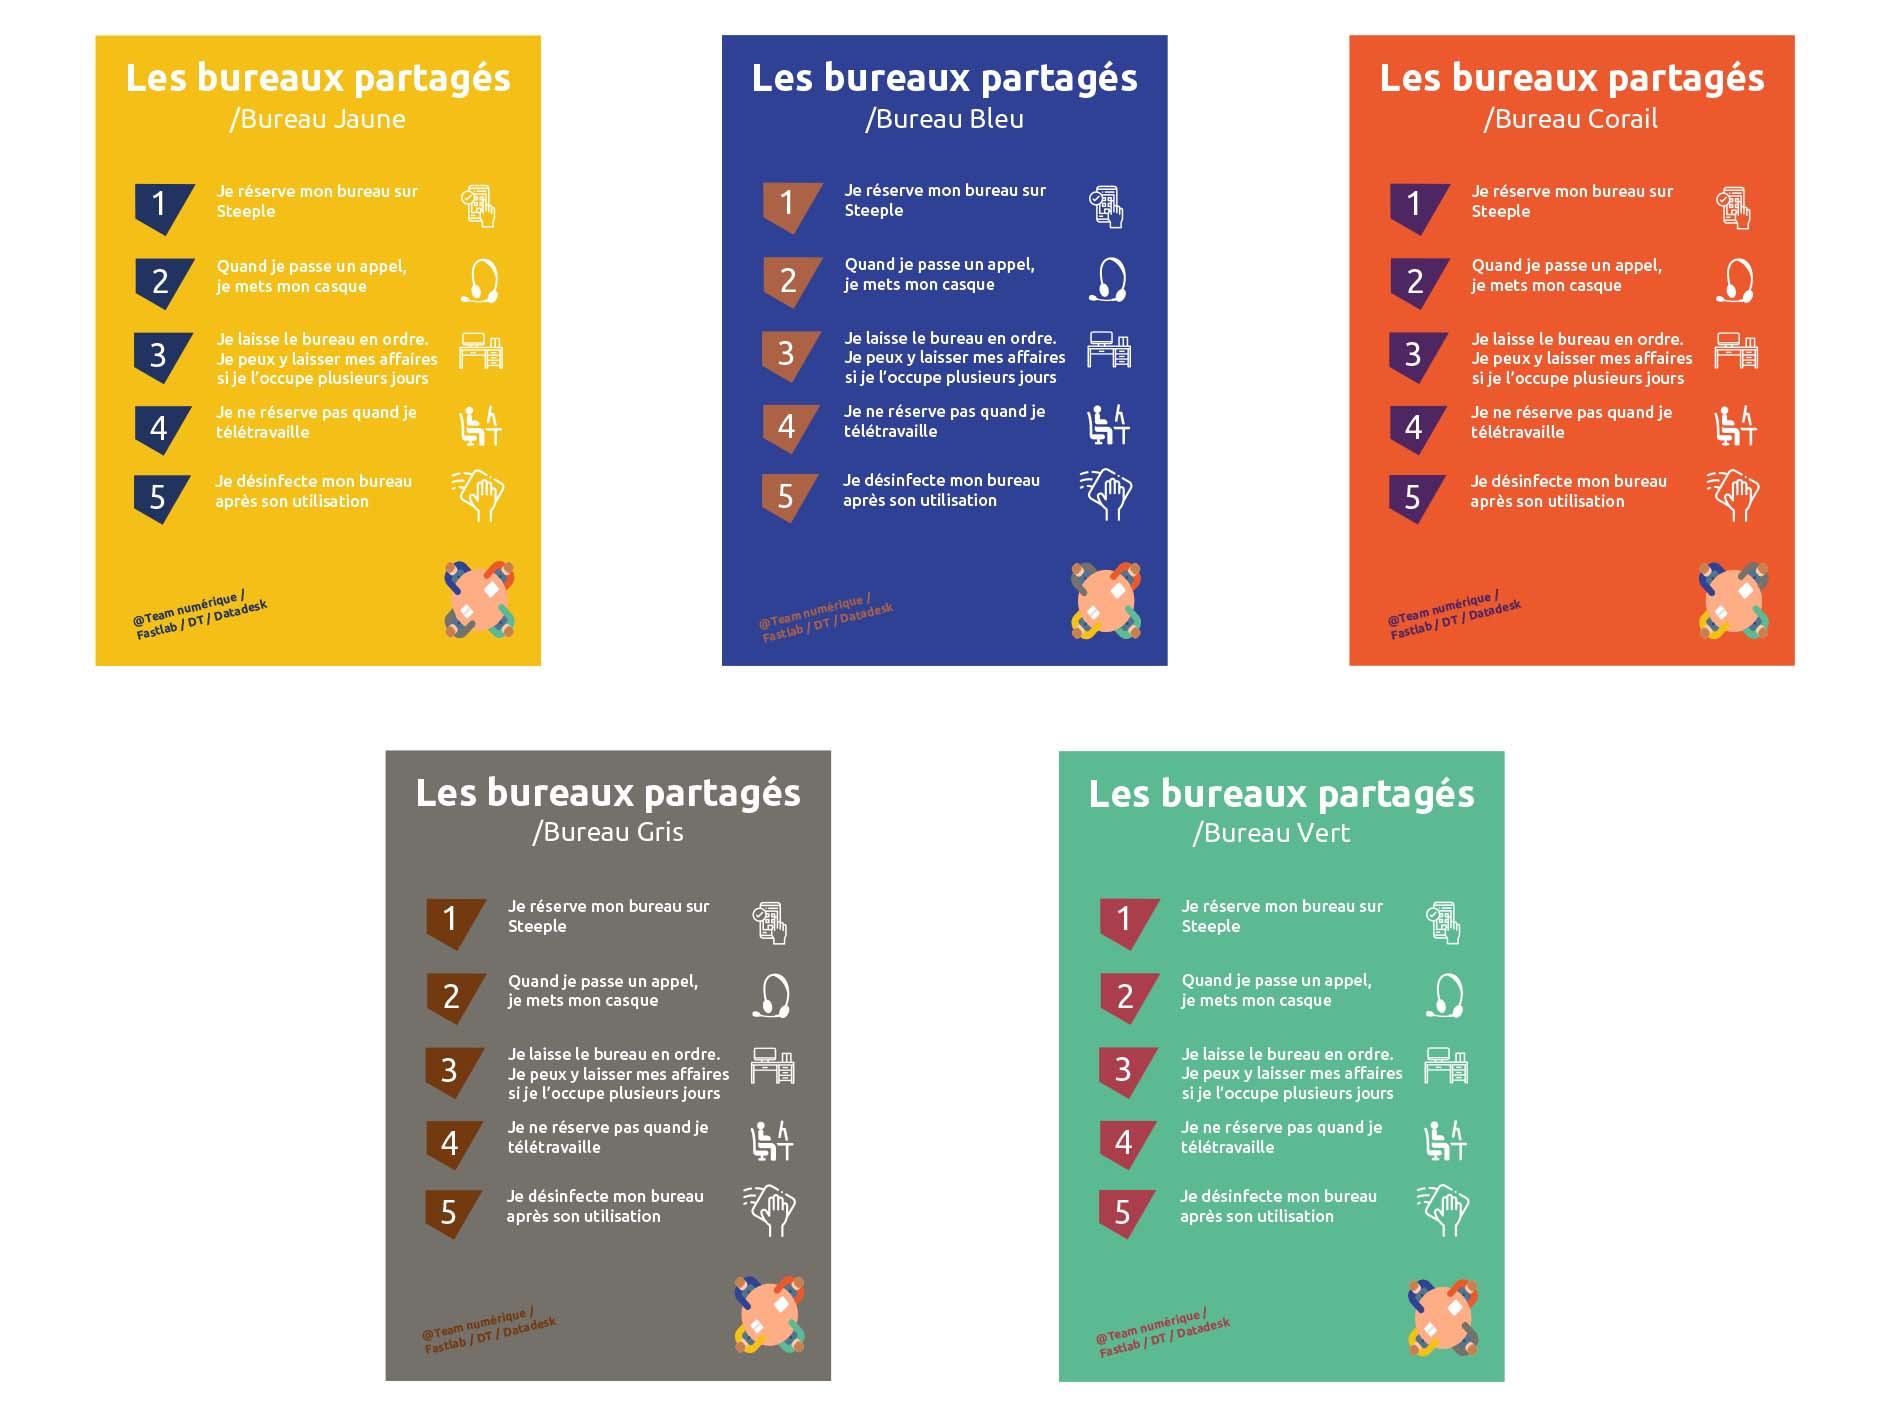 Les bureaux partagés
/Bureau Jaune
1
Je réserve mon bureau sur
Steeple
2
Quand je passe un appel,
je mets mon casque
3
Je laisse le bureau en ordre.
Je peux y laisser mes affaires
si je l’occupe plusieurs jours
4
Je ne réserve pas quand je
télétravaille
5
Je désinfecte mon bureau
après son utilisation
@Team numérique /
Fastlab / DT / Datadesk
Les bureaux partagés
/Bureau Bleu
1
Je réserve mon bureau sur
Steeple
2
Quand je passe un appel,
je mets mon casque
3
Je laisse le bureau en ordre.
Je peux y laisser mes affaires
si je l’occupe plusieurs jours
4
Je ne réserve pas quand je
télétravaille
5
Je désinfecte mon bureau
après son utilisation
@Team numérique /
Fastlab / DT / Datadesk
Les bureaux partagés
/Bureau Corail
1
Je réserve mon bureau sur
Steeple
2
Quand je passe un appel,
je mets mon casque
3
Je laisse le bureau en ordre.
Je peux y laisser mes affaires
si je l’occupe plusieurs jours
4
Je ne réserve pas quand je
télétravaille
5
Je désinfecte mon bureau
après son utilisation
@Team numérique /
Fastlab / DT / Datadesk
Les bureaux partagés
/Bureau Gris
1
Je réserve mon bureau sur
Steeple
2
Quand je passe un appel,
je mets mon casque
3
Je laisse le bureau en ordre.
Je peux y laisser mes affaires
si je l’occupe plusieurs jours
4
Je ne réserve pas quand je
télétravaille
5
Je désinfecte mon bureau
après son utilisation
@Team numérique /
Fastlab / DT / Datadesk
Les bureaux partagés
/Bureau Vert
1
Je réserve mon bureau sur
Steeple
2
Quand je passe un appel,
je mets mon casque
3
Je laisse le bureau en ordre.
Je peux y laisser mes affaires
si je l’occupe plusieurs jours
4
Je ne réserve pas quand je
télétravaille
5
Je désinfecte mon bureau
après son utilisation
@Team numérique /
Fastlab / DT / Datadesk